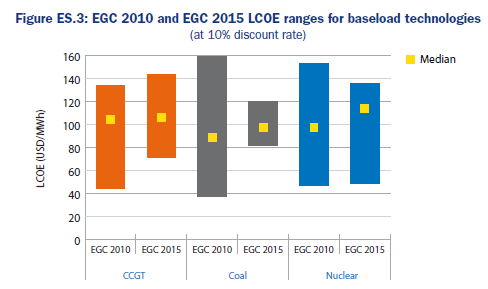 Figure ES.3: EGC 2010 and EGC 2015 LCOE ranges for baseload technologies
(at 10% discount rate)
Median
LCOE (USD/MWh)
160
140
120
100
80
60
40
20
0
EGC 2010 EGC 2015 EGC 2010 EGC 2015 EGC 2010 EGC 2015
CCGT Coal Nuclear